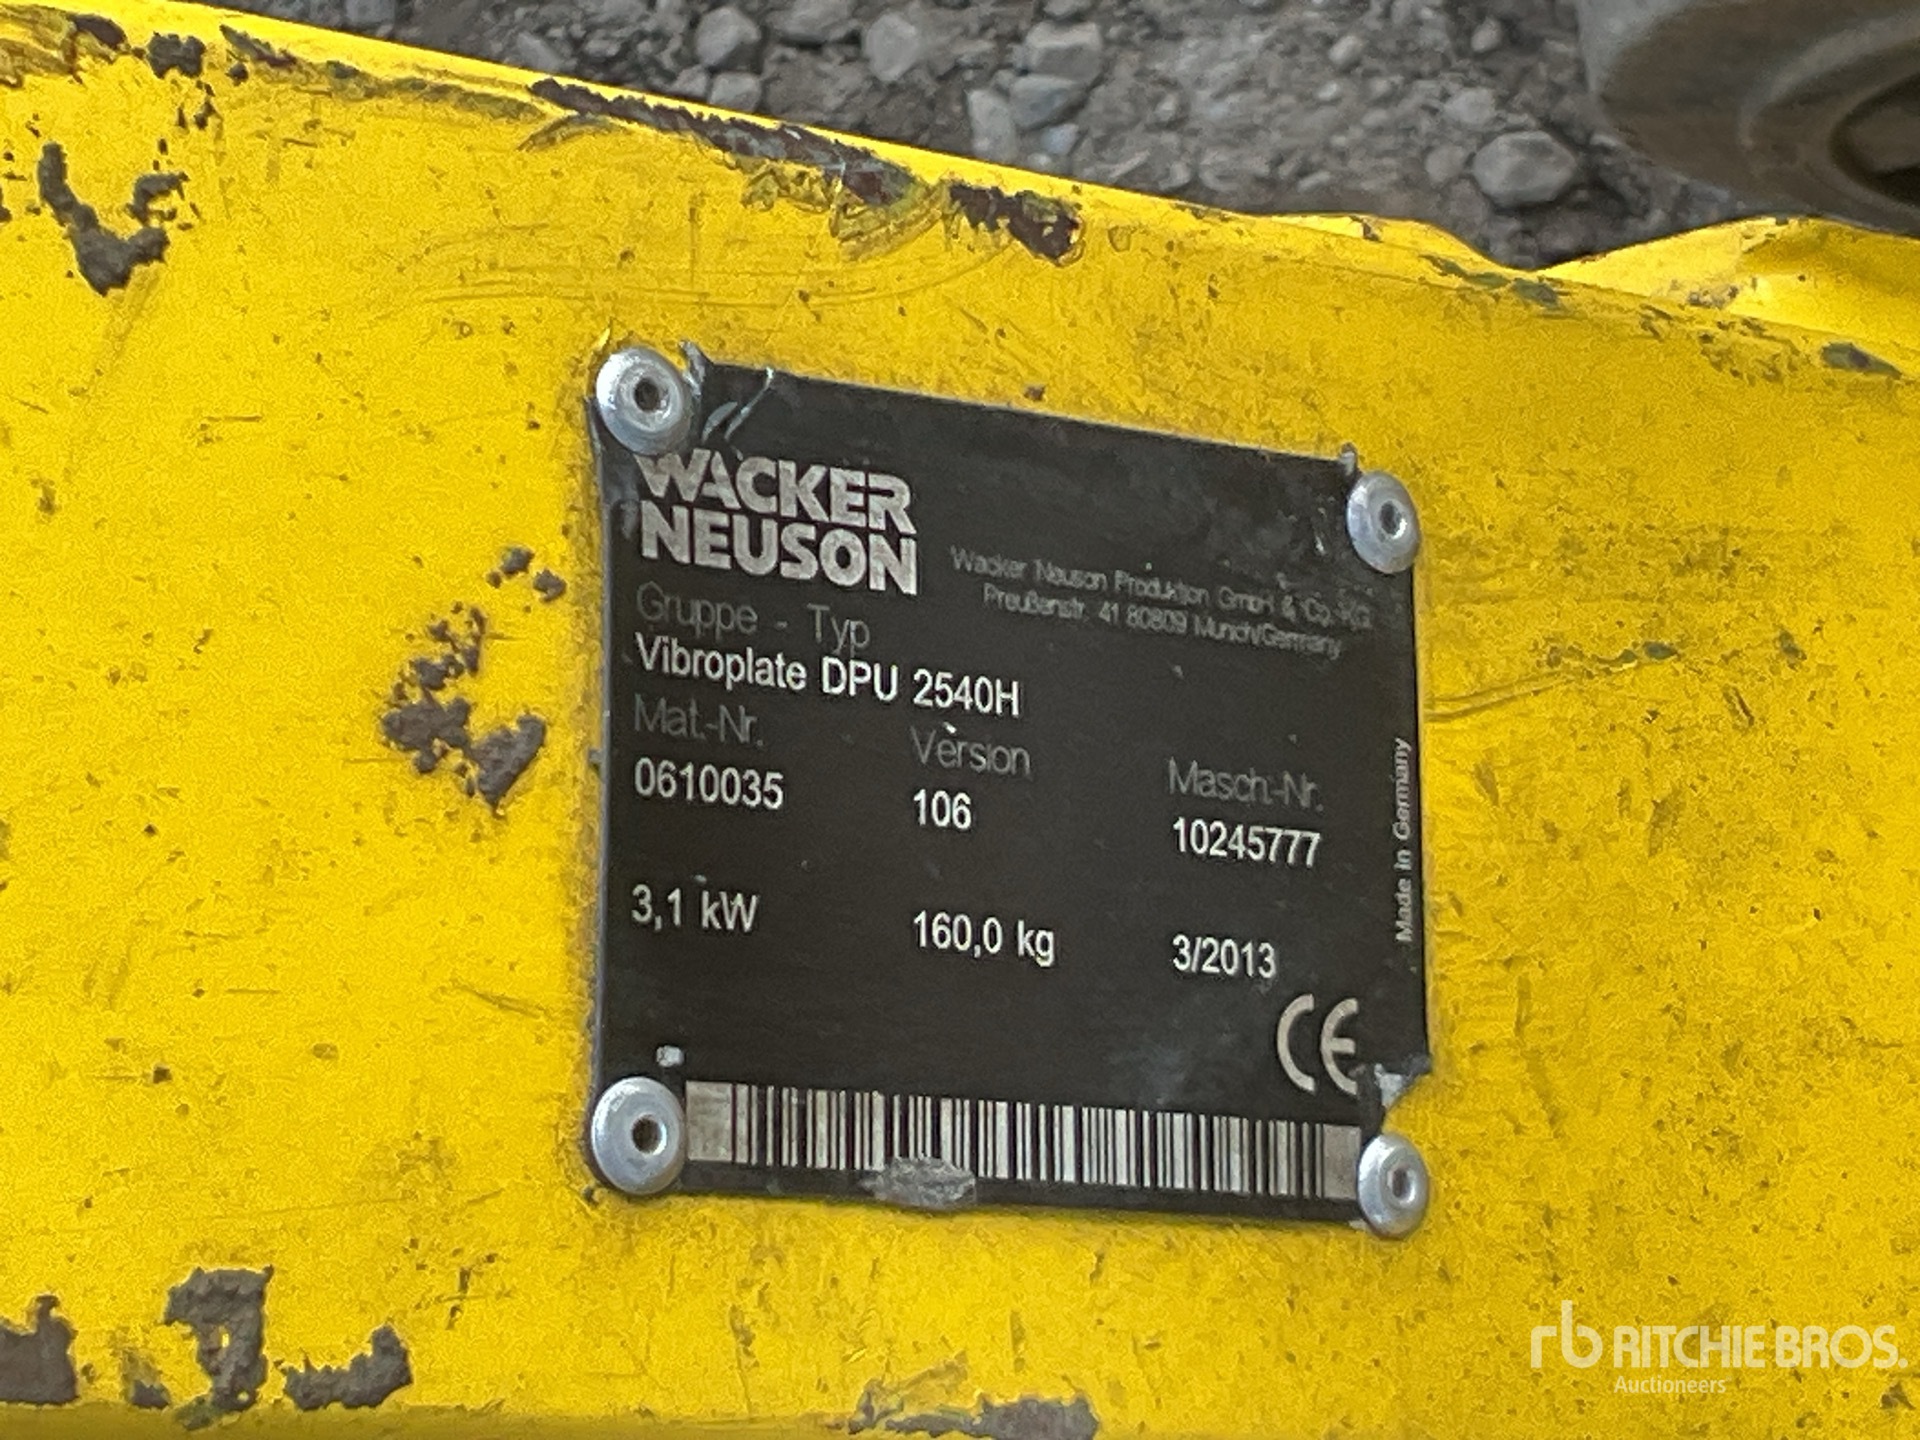 WACKER
NEUSON
Wacker Neuson Produktion GmbH & Co. KG
Preußenstr. 41 80809 Munich/Germany
Gruppe - Typ
Vibroplate DPU 2540H
Mat.-Nr. Version Masch.-Nr.
0610035 106 10245777
3,1 kW 160,0 kg 3/2013
Made in Germany
CE
rb RITCHIE BROS.
Auctioneers